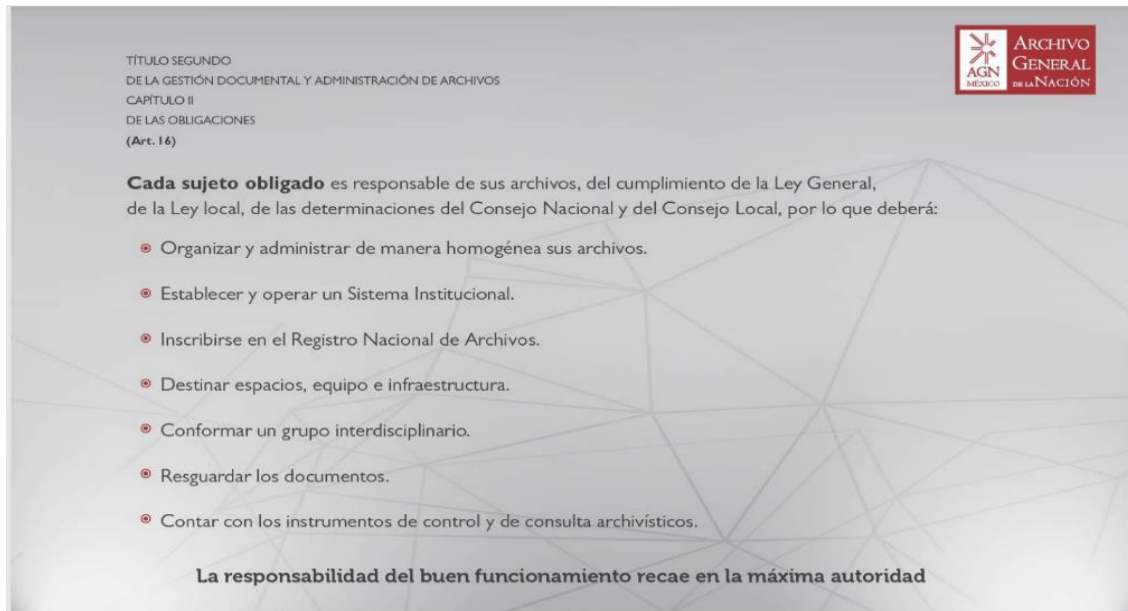 TÍTULO SEGUNDO
DE LA GESTIÓN DOCUMENTAL Y ADMINISTRACIÓN DE ARCHIVOS
CAPÍTULO II
DE LAS OBLIGACIONES
(Art. 16)
AGN
MÉXICO
ARCHIVO
GENERAL
DE LA NACIÓN
Cada sujeto obligado es responsable de sus archivos, del cumplimiento de la Ley General,
de la Ley local, de las determinaciones del Consejo Nacional y del Consejo Local, por lo que deberá:
Organizar y administrar de manera homogénea sus archivos.
Establecer y operar un Sistema Institucional.
Inscribirse en el Registro Nacional de Archivos.
Destinar espacios, equipo e infraestructura.
Conformar un grupo interdisciplinario.
Resguardar los documentos.
Contar con los instrumentos de control y de consulta archivísticos.
La responsabilidad del buen funcionamiento recae en la máxima autoridad